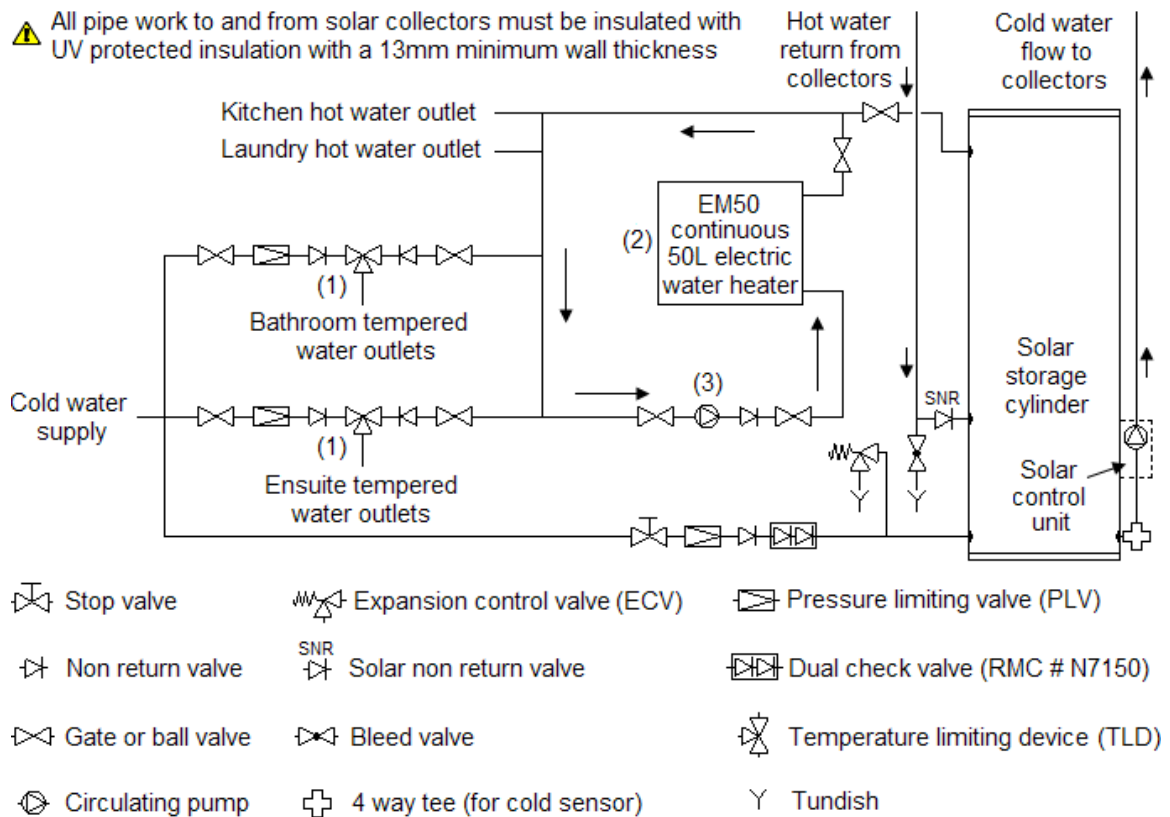 All pipe work to and from solar collectors must be insulated with
UV protected insulation with a 13mm minimum wall thickness
Hot water
return from
collectors
Cold water
flow to
collectors
Kitchen hot water outlet
Laundry hot water outlet
(2)
EM50
continuous
50L electric
water heater
(1)
Bathroom tempered
water outlets
Cold water
supply
(3)
(1)
Ensuite tempered
water outlets
SNR
Solar
storage
cylinder
Solar
control
unit
Stop valve
Expansion control valve (ECV)
Pressure limiting valve (PLV)
Non return valve
SNR
Solar non return valve
Dual check valve (RMC # N7150)
Gate or ball valve
Bleed valve
Temperature limiting device (TLD)
Circulating pump
4 way tee (for cold sensor)
Tundish